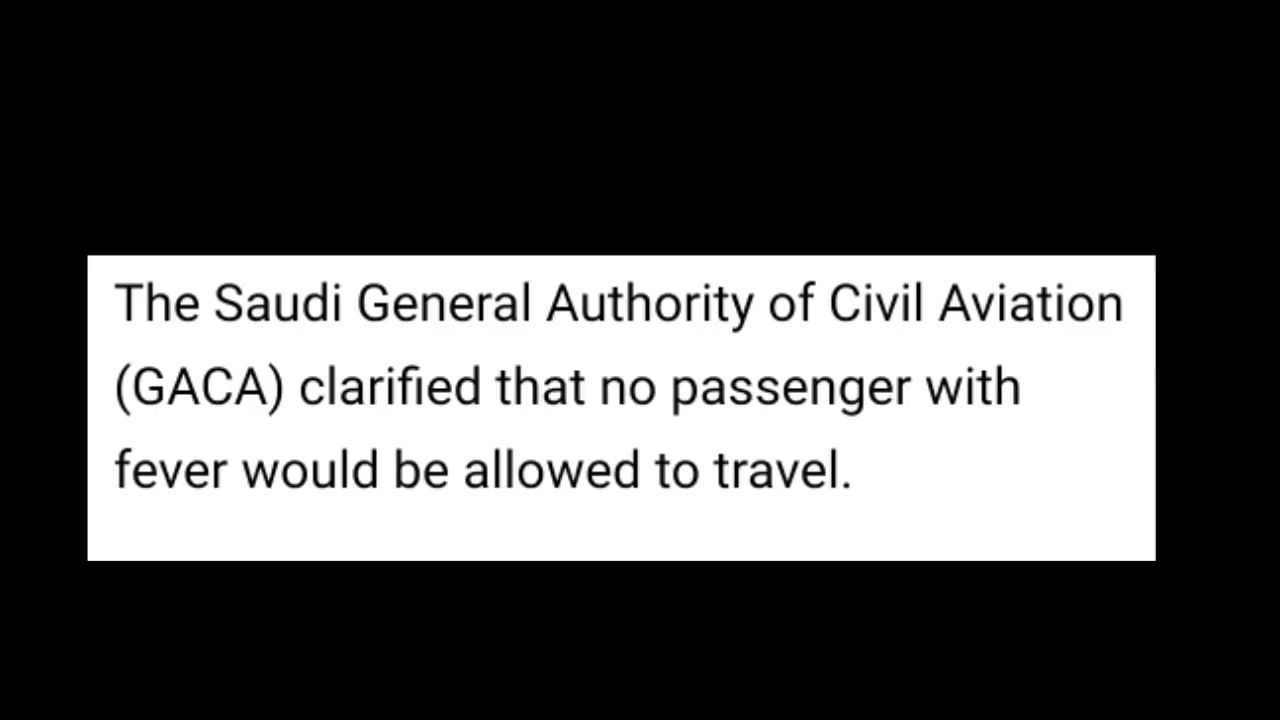 The Saudi General Authority of Civil Aviation
(GACA) clarified that no passenger with
fever would be allowed to travel.